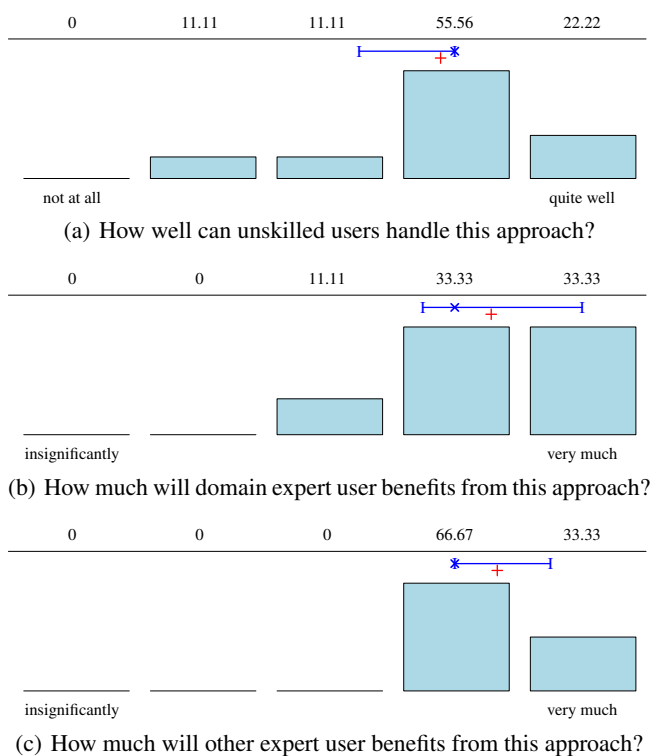 0 11.11 11.11 55.56 22.22
not at all quite well
(a) How well can unskilled users handle this approach?
0 0 11.11 33.33 33.33
insignificantly very much
(b) How much will domain expert user benefits from this approach?
0 0 0 66.67 33.33
insignificantly very much
(c) How much will other expert user benefits from this approach?